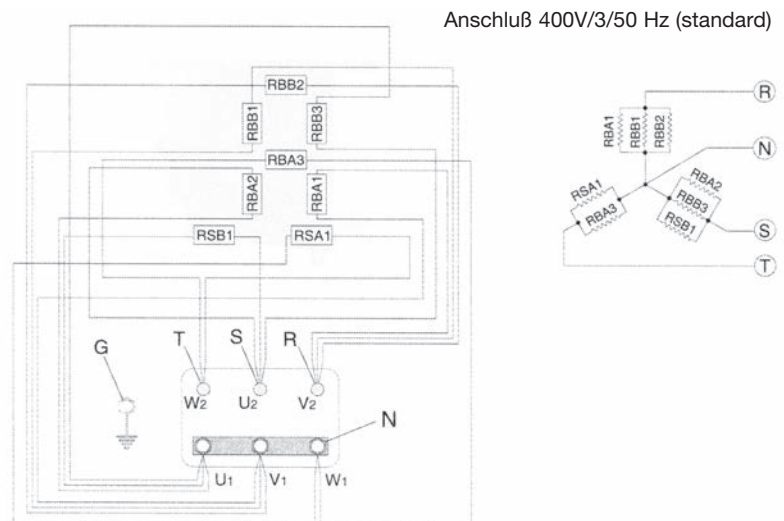 Anschluß 400V/3/50 Hz (standard)
RBB2
RBB1
RBB3
RBA3
RBA2
RBA1
RSB1
RSA1
G
T
S
R
W2
U2
V2
N
U1
V1
W1
R
RBA1
RBB1
RBB2
N
RSA1
RBA3
RBA2
RBB3
RSB1
S
T